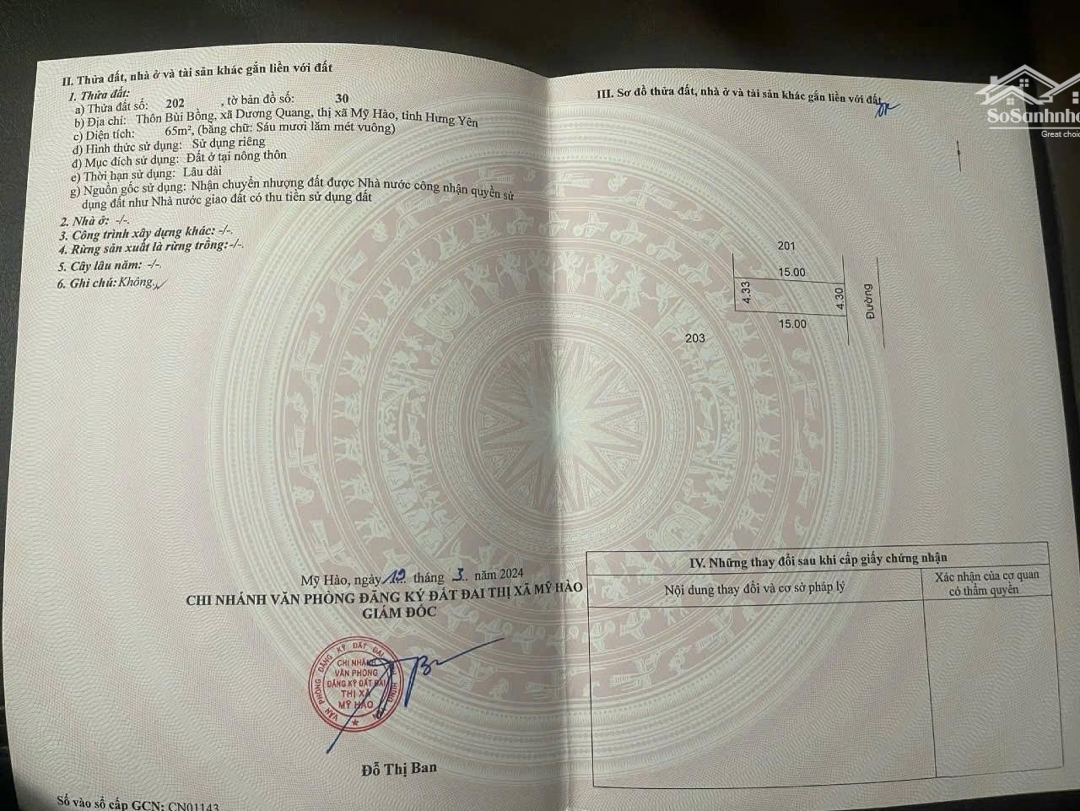 II. Thửa đất, nhà ở và tài sản khác gắn liền với đất
1. Thửa đất:
a) Thửa đất số: 202 , tờ bản đồ số: 30
b) Địa chỉ: Thôn Bùi Bồng, xã Dương Quang, thị xã Mỹ Hào, tỉnh Hưng Yên
c) Diện tích: 65m², (bằng chữ: Sáu mươi lăm mét vuông)
d) Hình thức sử dụng: Sử dụng riêng
đ) Mục đích sử dụng: Đất ở tại nông thôn
e) Thời hạn sử dụng: Lâu dài
g) Nguồn gốc sử dụng: Nhận chuyển nhượng đất được Nhà nước công nhận quyền sử
dụng đất như Nhà nước giao đất có thu tiền sử dụng đất
2. Nhà ở: -/-.
3. Công trình xây dựng khác: -/-.
4. Rừng sản xuất là rừng trồng: -/-.
5. Cây lâu năm: -/-.
6. Ghi chú: Không
Mỹ Hào, ngày 19 tháng 3. năm 2024
CHI NHÁNH VĂN PHÒNG ĐĂNG KÝ ĐẤT ĐAI THỊ XÃ MỸ HÀO
GIÁM ĐỐC
VĂN PHÒNG ĐĂNG KÝ ĐẤT ĐAI HƯNG YÊN
CHI NHÁNH
VĂN PHÒNG
ĐĂNG KÝ ĐẤT ĐAI
THỊ XÃ
MỸ HÀO
Đỗ Thị Ban
Số vào sổ cấp GCN: CN01143
III. Sơ đồ thửa đất, nhà ở và tài sản khác gắn liền với đất
201
15.00
4.33
4.30
Đường
15.00
203
IV. Những thay đổi sau khi cấp giấy chứng nhận
Nội dung thay đổi và cơ sở pháp lý
Xác nhận của cơ quan
có thẩm quyền
SoSanhnh
Great choic